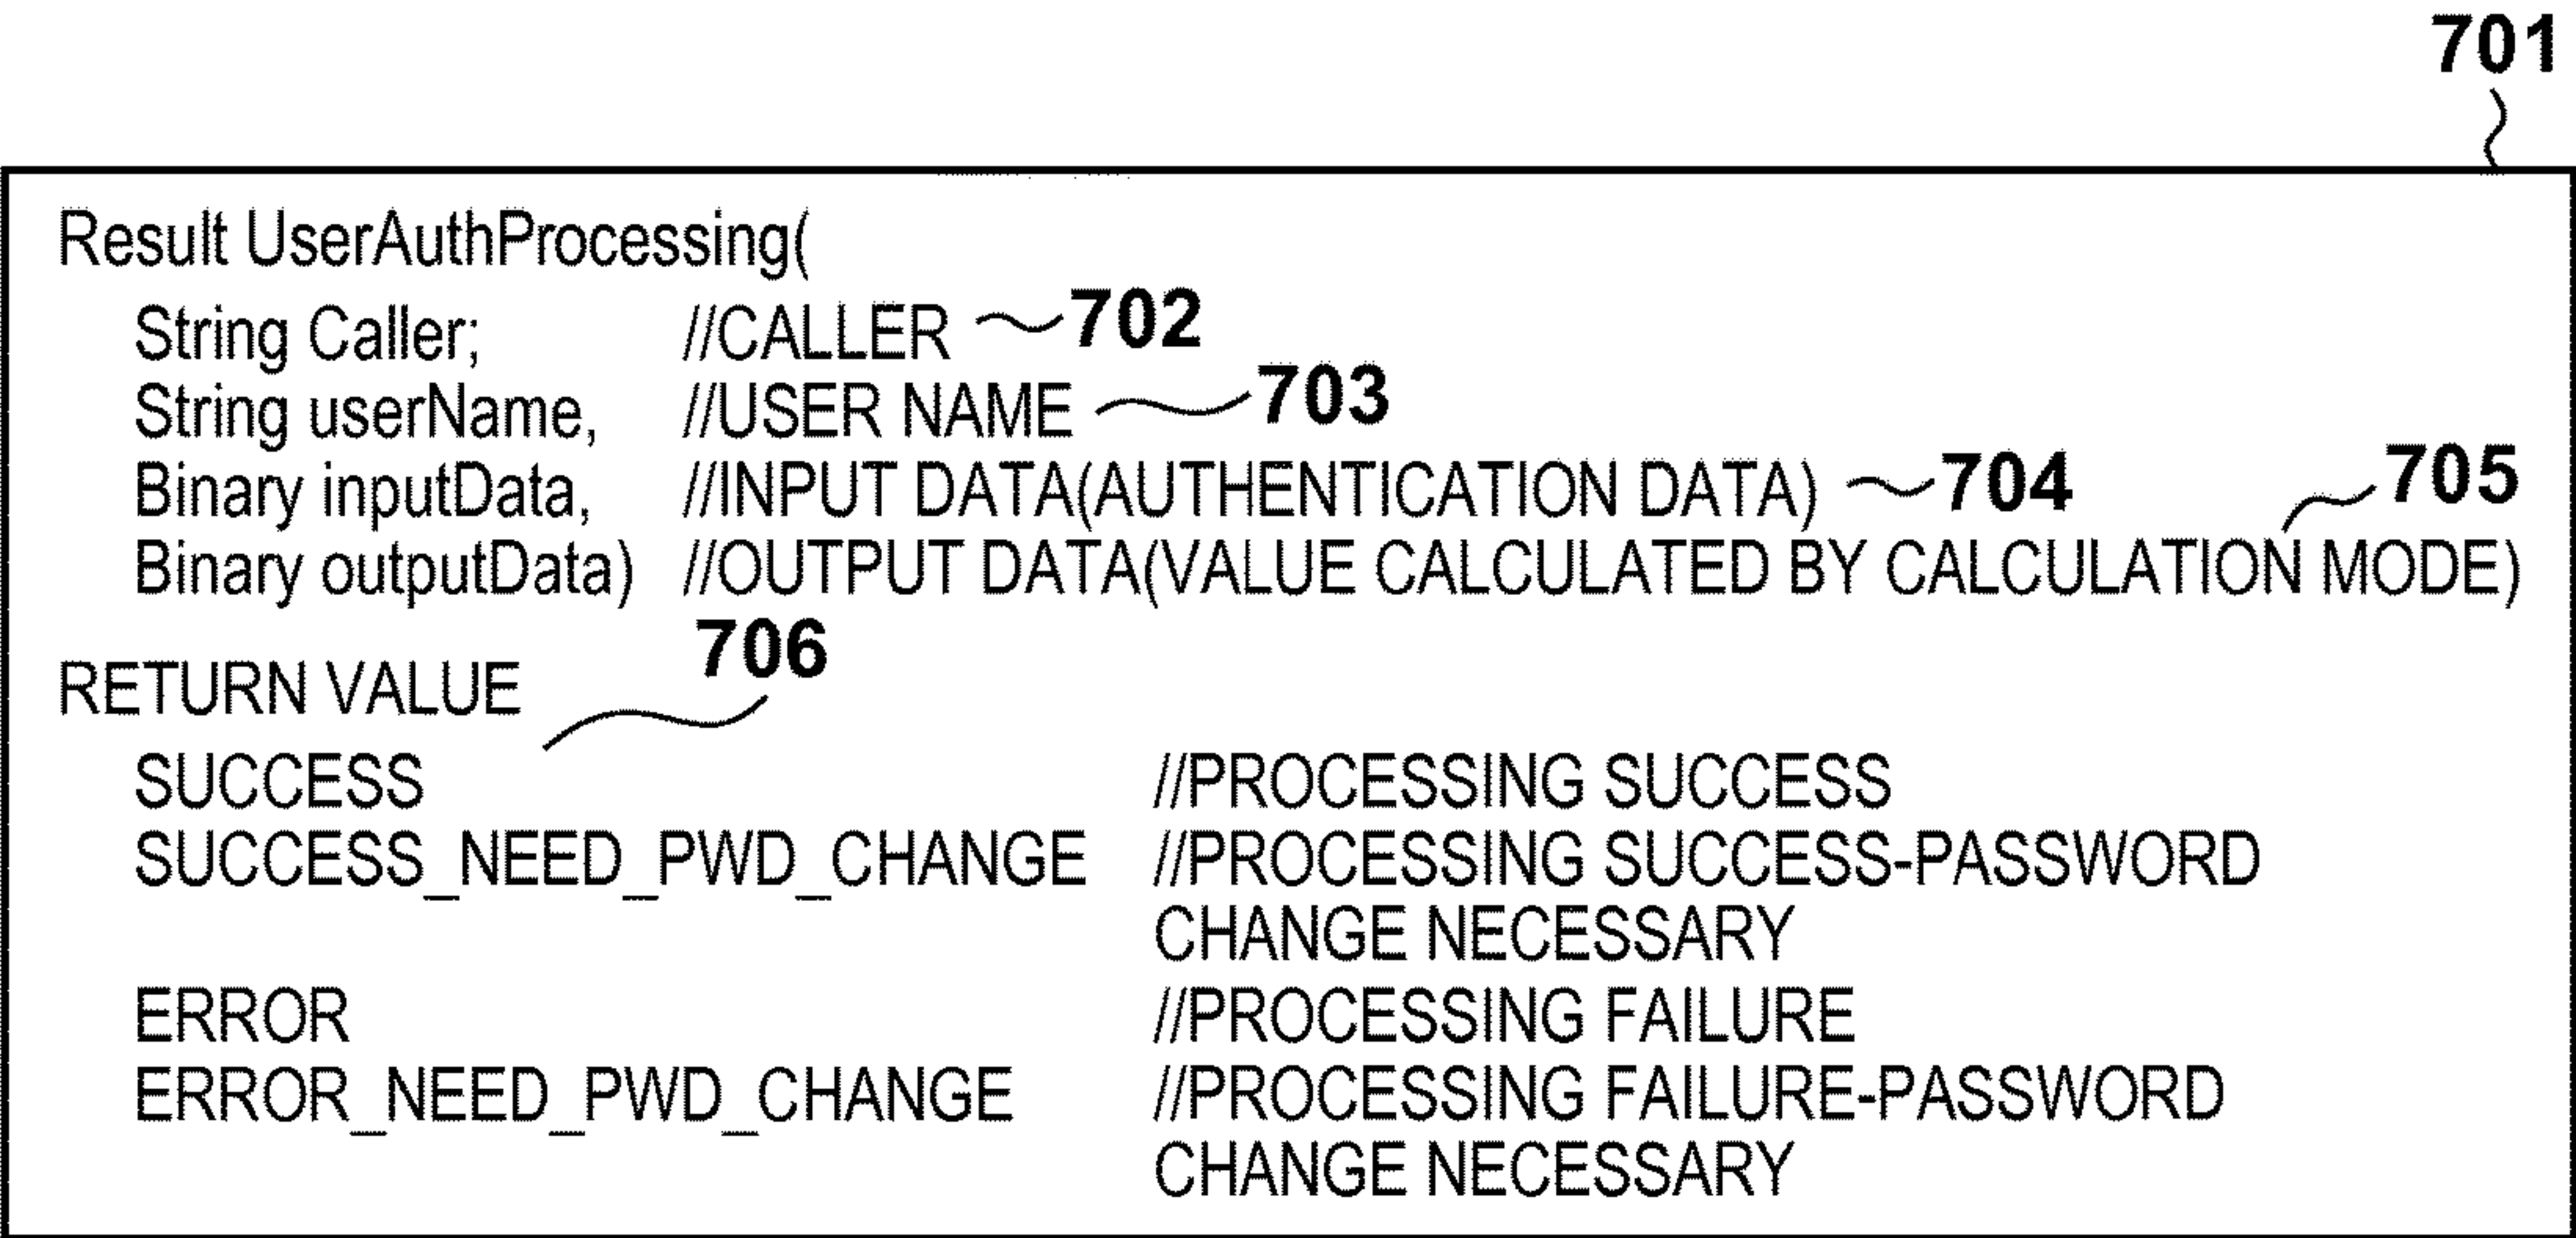 701
Result UserAuthProcessing(
String Caller; //CALLER 702
String userName, //USER NAME 703
Binary inputData, //INPUT DATA(AUTHENTICATION DATA) 704 705
Binary outputData) //OUTPUT DATA(VALUE CALCULATED BY CALCULATION MODE)
706
RETURN VALUE
SUCCESS //PROCESSING SUCCESS
SUCCESS_NEED_PWD_CHANGE //PROCESSING SUCCESS-PASSWORD
CHANGE NECESSARY
ERROR //PROCESSING FAILURE
ERROR_NEED_PWD_CHANGE //PROCESSING FAILURE-PASSWORD
CHANGE NECESSARY